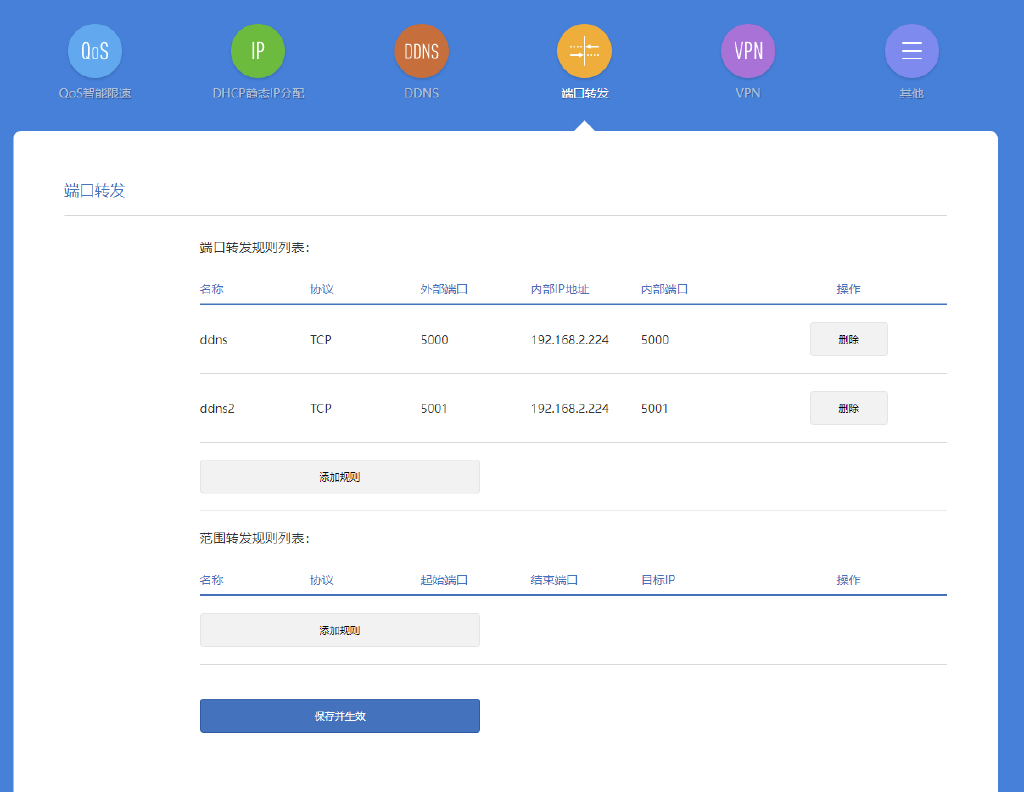 QoS IP DDNS VPN
QoS智能限速 DHCP静态IP分配 DDNS 端口转发 VPN 其他
端口转发
端口转发规则列表:
名称 协议 外部端口 内部IP地址 内部端口 操作
ddns TCP 5000 192.168.2.224 5000 删除
ddns2 TCP 5001 192.168.2.224 5001 删除
添加规则
范围转发规则列表:
名称 协议 起始端口 结束端口 目标IP 操作
添加规则
保存并生效